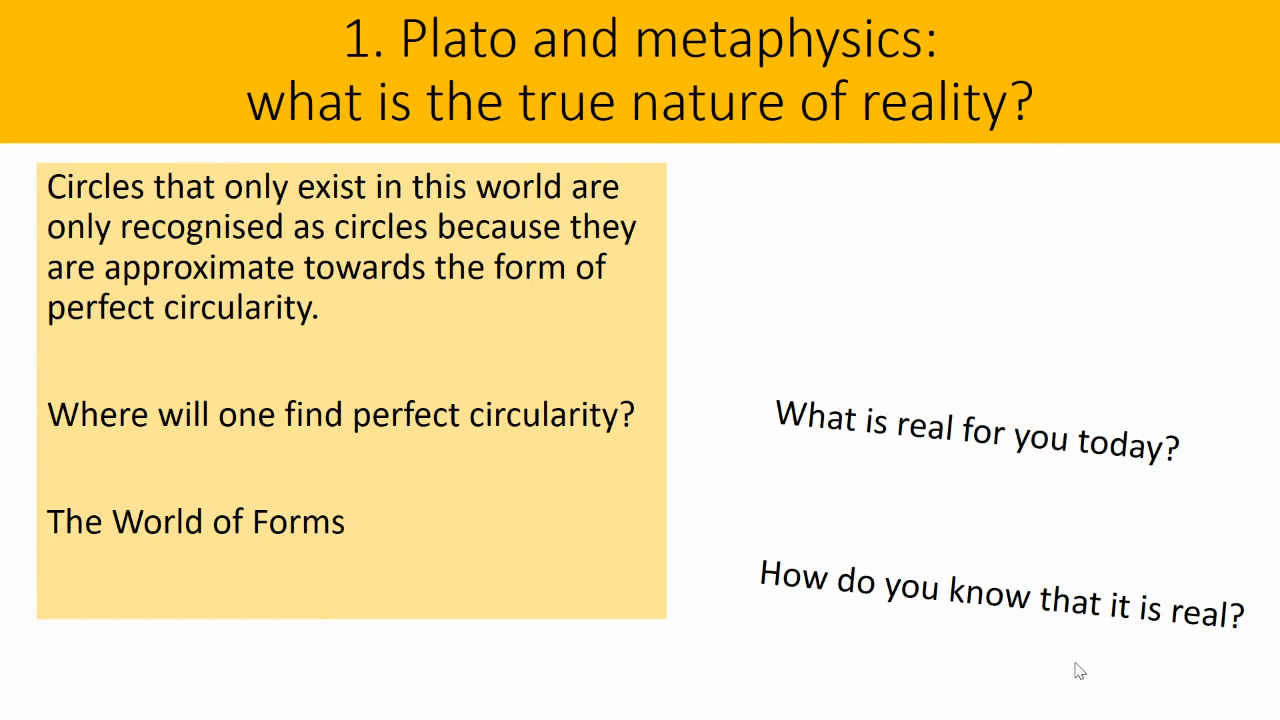 1. Plato and metaphysics:
what is the true nature of reality?
Circles that only exist in this world are
only recognised as circles because they
are approximate towards the form of
perfect circularity.
Where will one find perfect circularity?
The World of Forms
What is real for you today?
How do you know that it is real?